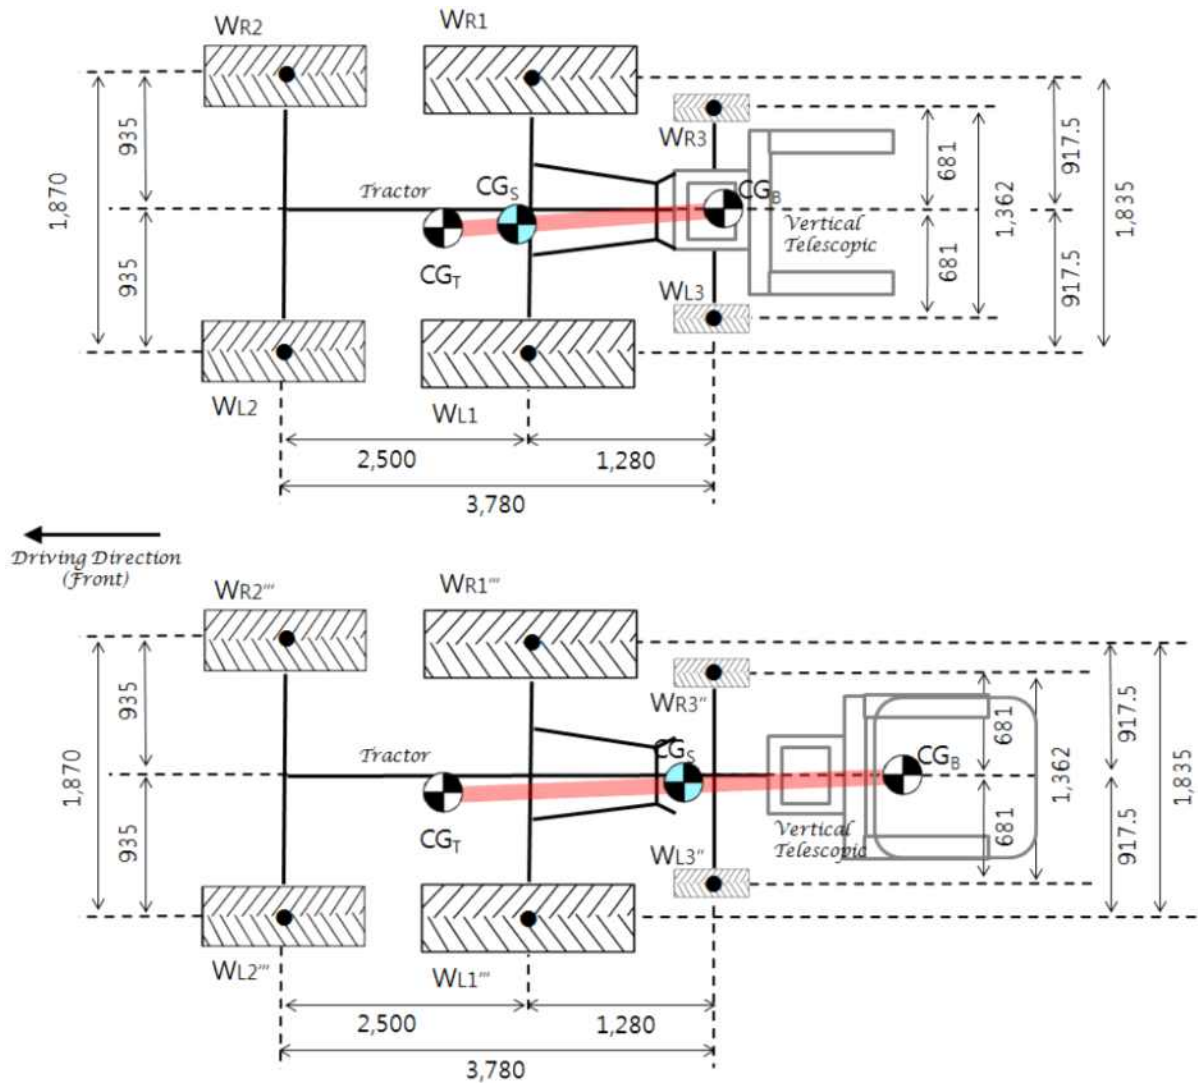 WR2
WR1
WR3
935
1,870
935
Tractor
CGS
CGB
CGT
Vertical
Telescopic
WL3
681
1,362
681
917.5
1,835
917.5
WL2
WL1
2,500
1,280
3,780
Driving Direction
(Front)
WR2'''
WR1'''
WR3''
935
1,870
935
Tractor
CGS
CGB
CGT
Vertical
Telescopic
WL3''
681
1,362
681
917.5
1,835
917.5
WL2'''
WL1'''
2,500
1,280
3,780